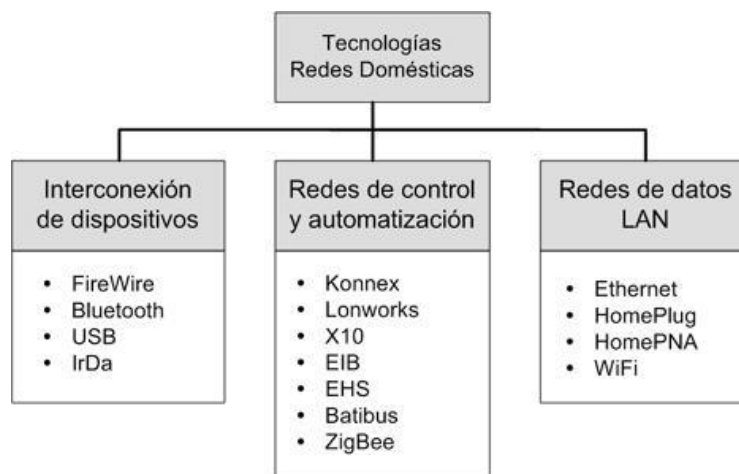 Tecnologías
Redes Domésticas
Interconexión
de dispositivos
• FireWire
• Bluetooth
• USB
• IrDa
Redes de control
y automatización
• Konnex
• Lonworks
• X10
• EIB
• EHS
• Batibus
• ZigBee
Redes de datos
LAN
• Ethernet
• HomePlug
• HomePNA
• WiFi